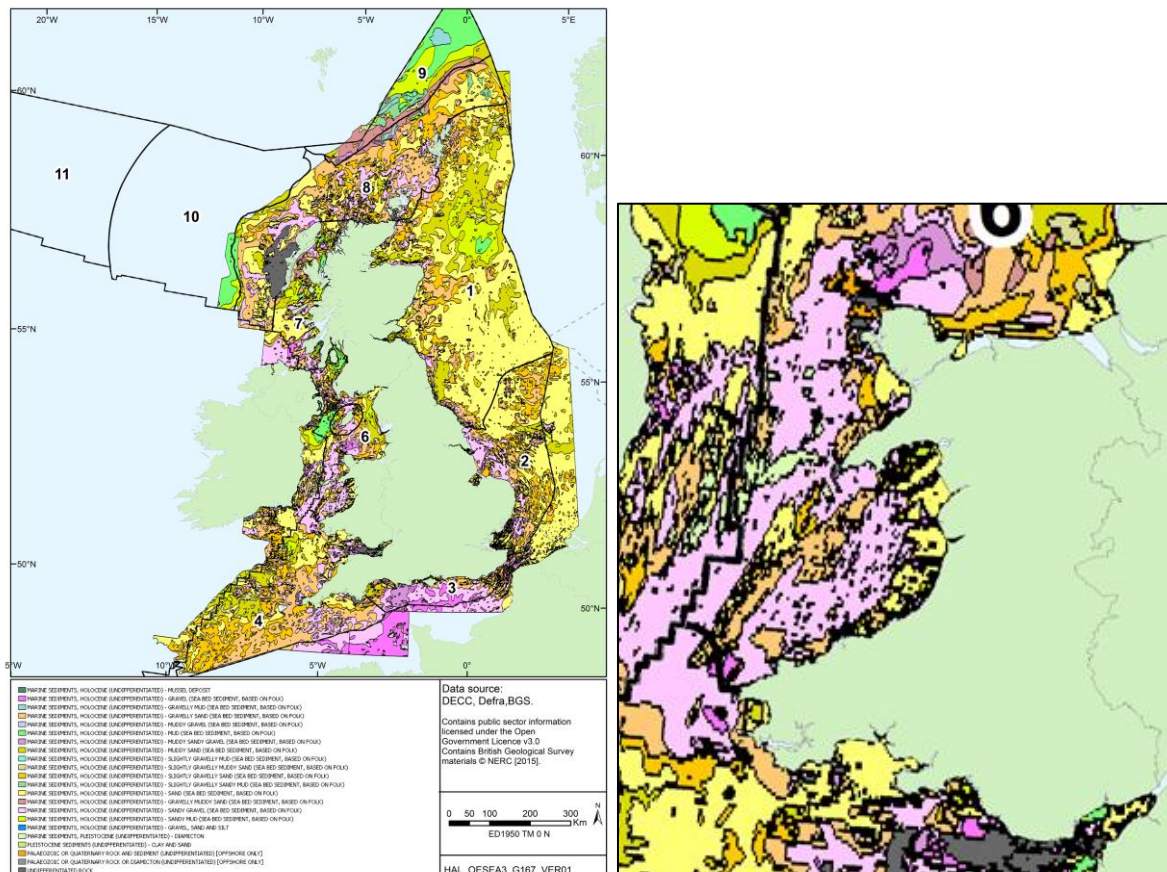 20°W 15°W 10°W 5°W 0° 5°E
60°N
60°N
9
11
8
10
1
55°N
7
55°N
6
2
50°N
3
50°N
4
5°W 10°W 5°W 0°
MARINE SEDIMENTS, HOLOCENE (UNDIFFERENTIATED) - MUSSEL DEPOSIT
MARINE SEDIMENTS, HOLOCENE (UNDIFFERENTIATED) - GRAVEL (SEA BED SEDIMENT, BASED ON FOLK)
MARINE SEDIMENTS, HOLOCENE (UNDIFFERENTIATED) - GRAVELLY MUD (SEA BED SEDIMENT, BASED ON FOLK)
MARINE SEDIMENTS, HOLOCENE (UNDIFFERENTIATED) - GRAVELLY SAND (SEA BED SEDIMENT, BASED ON FOLK)
MARINE SEDIMENTS, HOLOCENE (UNDIFFERENTIATED) - MUDDY GRAVEL (SEA BED SEDIMENT, BASED ON FOLK)
MARINE SEDIMENTS, HOLOCENE (UNDIFFERENTIATED) - MUD (SEA BED SEDIMENT, BASED ON FOLK)
MARINE SEDIMENTS, HOLOCENE (UNDIFFERENTIATED) - MUDDY SANDY GRAVEL (SEA BED SEDIMENT, BASED ON FOLK)
MARINE SEDIMENTS, HOLOCENE (UNDIFFERENTIATED) - MUDDY SAND (SEA BED SEDIMENT, BASED ON FOLK)
MARINE SEDIMENTS, HOLOCENE (UNDIFFERENTIATED) - SLIGHTLY GRAVELLY MUD (SEA BED SEDIMENT, BASED ON FOLK)
MARINE SEDIMENTS, HOLOCENE (UNDIFFERENTIATED) - SLIGHTLY GRAVELLY MUDDY SAND (SEA BED SEDIMENT, BASED ON FOLK)
MARINE SEDIMENTS, HOLOCENE (UNDIFFERENTIATED) - SLIGHTLY GRAVELLY SAND (SEA BED SEDIMENT, BASED ON FOLK)
MARINE SEDIMENTS, HOLOCENE (UNDIFFERENTIATED) - SLIGHTLY GRAVELLY SANDY MUD (SEA BED SEDIMENT, BASED ON FOLK)
MARINE SEDIMENTS, HOLOCENE (UNDIFFERENTIATED) - SAND (SEA BED SEDIMENT, BASED ON FOLK)
MARINE SEDIMENTS, HOLOCENE (UNDIFFERENTIATED) - GRAVELLY MUDDY SAND (SEA BED SEDIMENT, BASED ON FOLK)
MARINE SEDIMENTS, HOLOCENE (UNDIFFERENTIATED) - SANDY GRAVEL (SEA BED SEDIMENT, BASED ON FOLK)
MARINE SEDIMENTS, HOLOCENE (UNDIFFERENTIATED) - SANDY MUD (SEA BED SEDIMENT, BASED ON FOLK)
MARINE SEDIMENTS, HOLOCENE (UNDIFFERENTIATED) - GRAVEL, SAND AND SILT
MARINE SEDIMENTS, PLEISTOCENE (UNDIFFERENTIATED) - DIAMICTON
PLEISTOCENE SEDIMENTS (UNDIFFERENTIATED) - CLAY AND SAND
PALAEOZOIC OR QUATERNARY ROCK AND SEDIMENT (UNDIFFERENTIATED) [OFFSHORE ONLY]
PALAEOZOIC OR QUATERNARY ROCK OR DIAMICTON (UNDIFFERENTIATED) [OFFSHORE ONLY]
UNDIFFERENTIATED ROCK
Data source:
DECC, Defra,BGS.
Contains public sector information
licensed under the Open
Government Licence v3.0
Contains British Geological Survey
materials © NERC [2015].
0 50 100 200 300
Km
N
ED1950 TM 0 N
HAL_OESEA3_G167_VER01
6